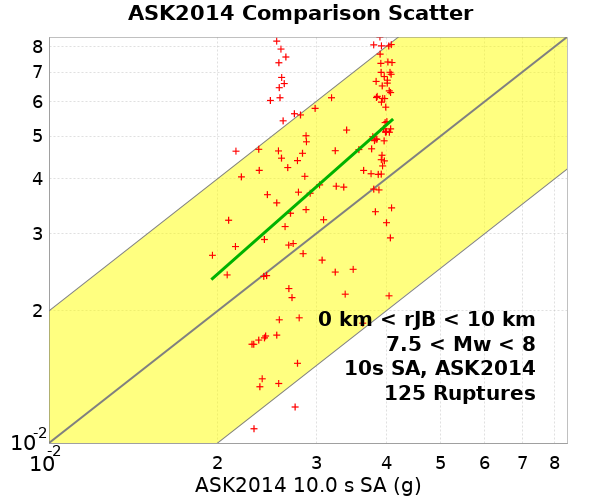 ASK2014 Comparison Scatter
8
7
6
5
4
3
2
10-2
10-2
2 3 4 5 6 7 8
0 km < rJB < 10 km
7.5 < Mw < 8
10s SA, ASK2014
125 Ruptures
ASK2014 10.0 s SA (g)